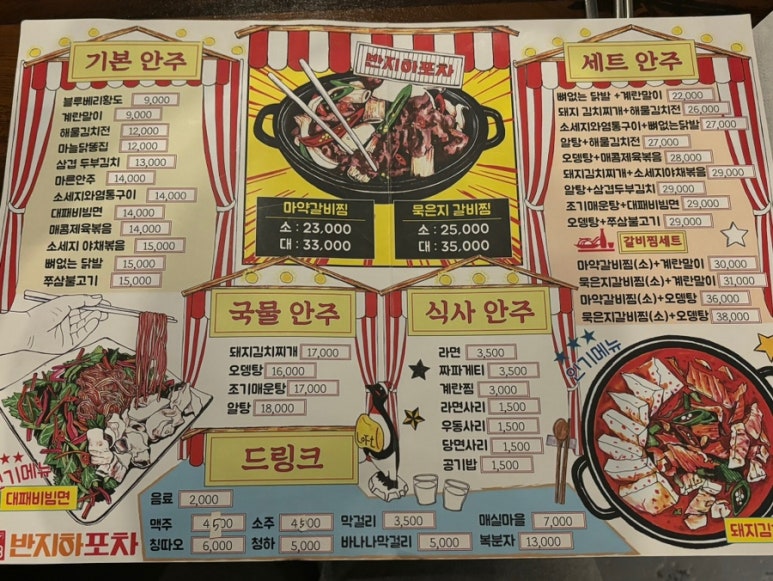 기본 안주
블루베리황도 9,000
계란말이 9,000
해물김치전 12,000
마늘닭똥집 12,000
삼겹 두부김치 13,000
마른안주 14,000
소세지와염통구이 14,000
대패비빔면 14,000
매콤제육볶음 14,000
소세지 야채볶음 15,000
뼈없는 닭발 15,000
쭈삼불고기 15,000
반지하포차
마약갈비찜
소 : 23,000
대 : 33,000
묵은지 갈비찜
소 : 25,000
대 : 35,000
세트 안주
뼈없는 닭발 +계란말이 22,000
돼지 김치찌개+해물김치전 26,000
소세지와염통구이+뼈없는닭발 27,000
알탕+해물김치전 27,000
오뎅탕+매콤제육볶음 28,000
돼지김치찌개+소세지야채볶음 29,000
알탕+삼겹두부김치 29,000
조기매운탕+대패비빔면 29,000
오뎅탕+쭈삼불고기 29,000
갈비찜세트
마약갈비찜(소)+계란말이 30,000
묵은지갈비찜(소)+계란말이 31,000
마약갈비찜(소)+오뎅탕 36,000
묵은지갈비찜(소)+오뎅탕 38,000
국물 안주
돼지김치찌개 17,000
오뎅탕 16,000
조기매운탕 17,000
알탕 18,000
식사 안주
라면 3,500
짜파게티 3,500
계란찜 3,000
라면사리 1,500
우동사리 1,500
당면사리 1,500
공기밥 1,500
인기메뉴
드링크
음료 2,000
맥주 4500 소주 4500 막걸리 3,500 매실마을 7,000
칭따오 6,000 청하 5,000 바나나막걸리 5,000 복분자 13,000
기메뉴
대패비빔면
반지하포차
돼지김